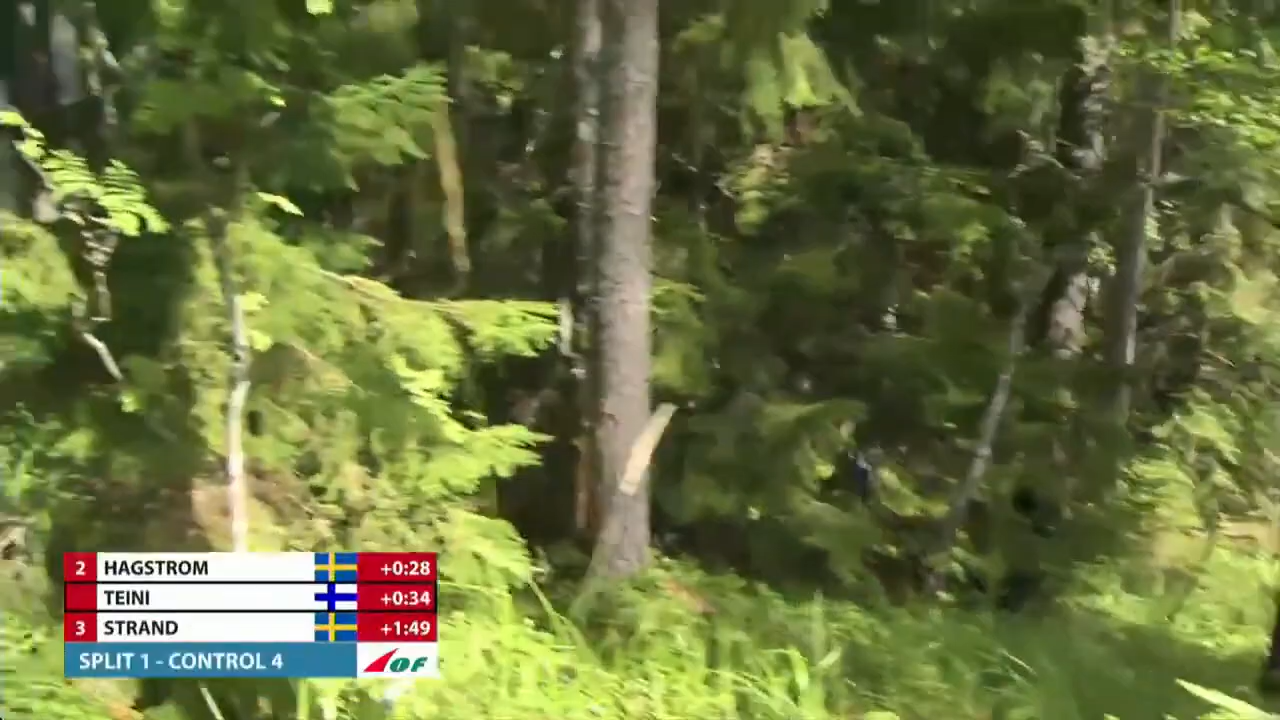 2 HAGSTROM +0:28
TEINI +0:34
3 STRAND +1:49
SPLIT 1 - CONTROL 4 IOF